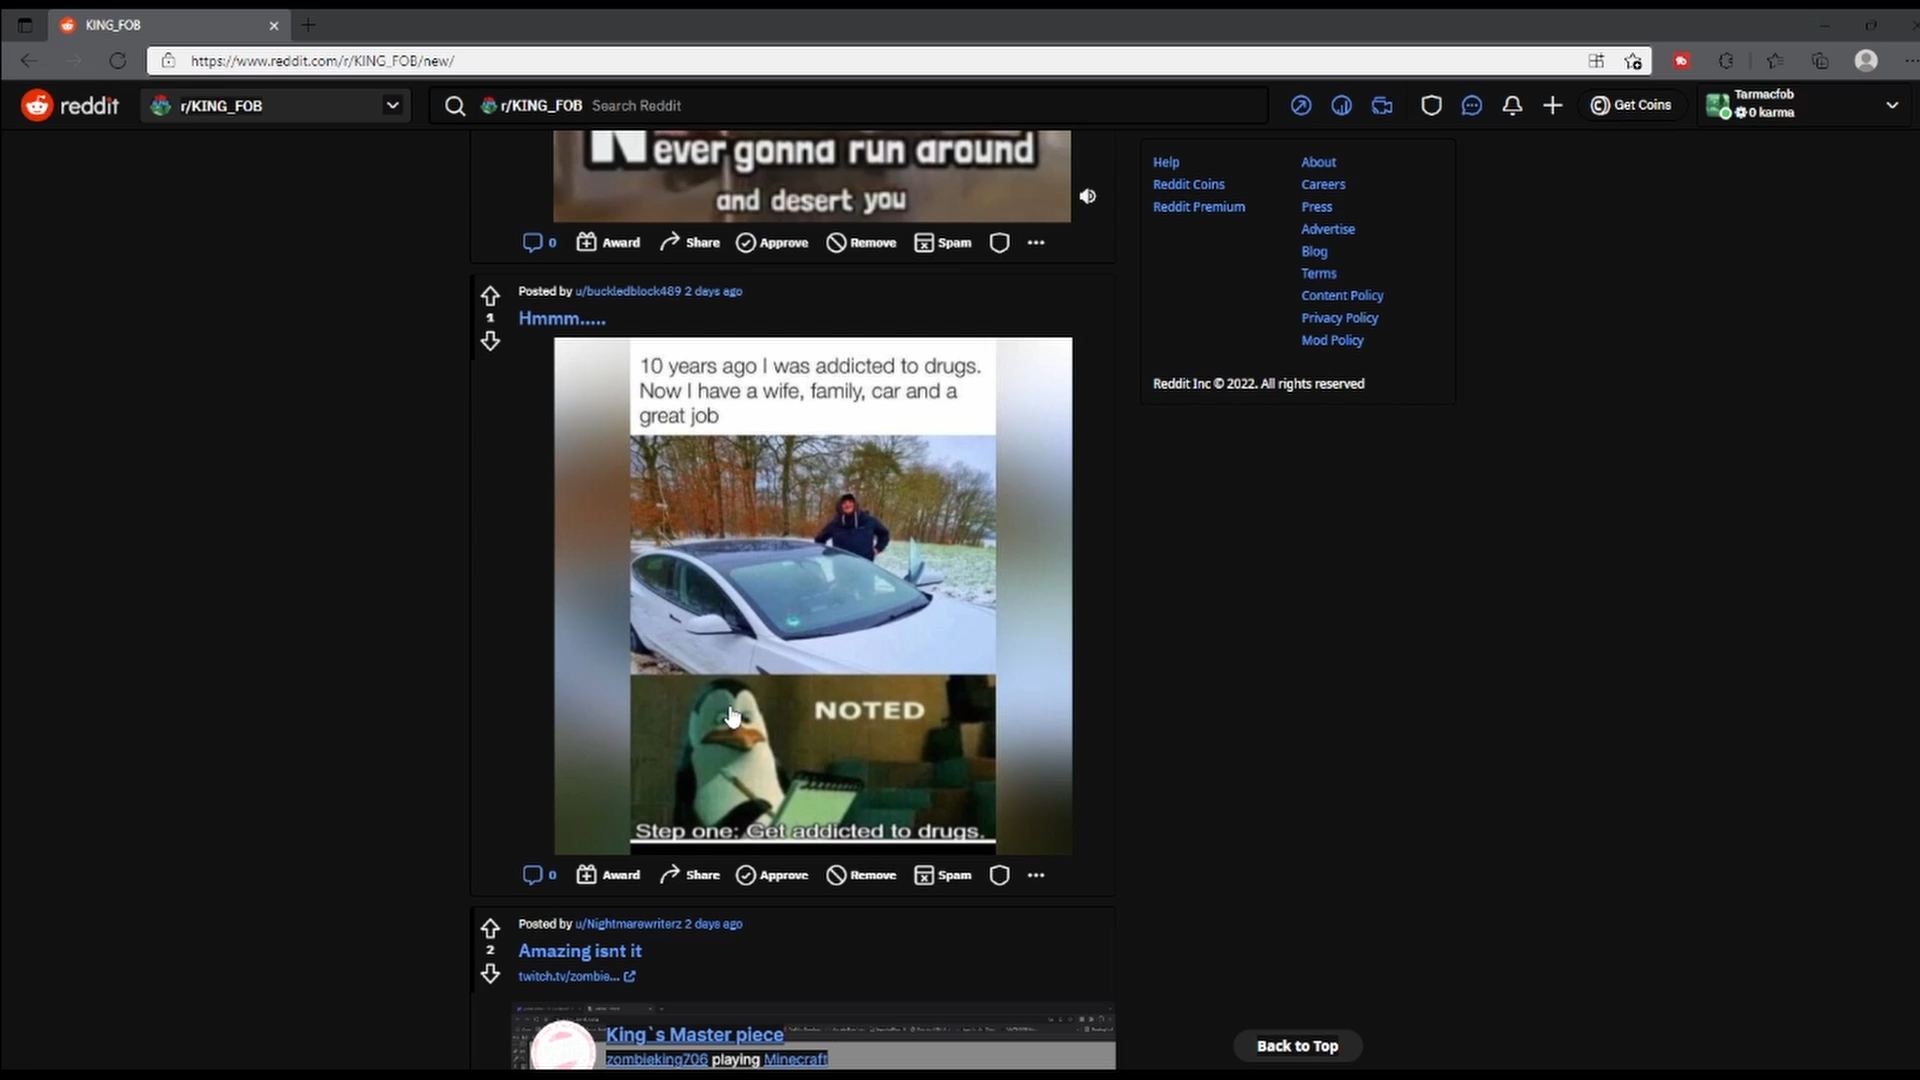 KING_FOB
https://www.reddit.com/r/KING_FOB/new/
reddit
r/KING_FOB
r/KING_FOB Search Reddit
Get Coins
Tarmacfob
0 karma
Never gonna run around
and desert you
0 Award Share Approve Remove Spam
Posted by u/buckledblock489 2 days ago
1
Hmmm.....
10 years ago I was addicted to drugs.
Now I have a wife, family, car and a
great job
NOTED
Step one: Get addicted to drugs.
0 Award Share Approve Remove Spam
Posted by u/Nightmarewriterz 2 days ago
2
Amazing isnt it
twitch.tv/zombie...
King`s Master piece
zombieking706 playing Minecraft
Help
Reddit Coins
Reddit Premium
About
Careers
Press
Advertise
Blog
Terms
Content Policy
Privacy Policy
Mod Policy
Reddit Inc © 2022. All rights reserved
Back to Top